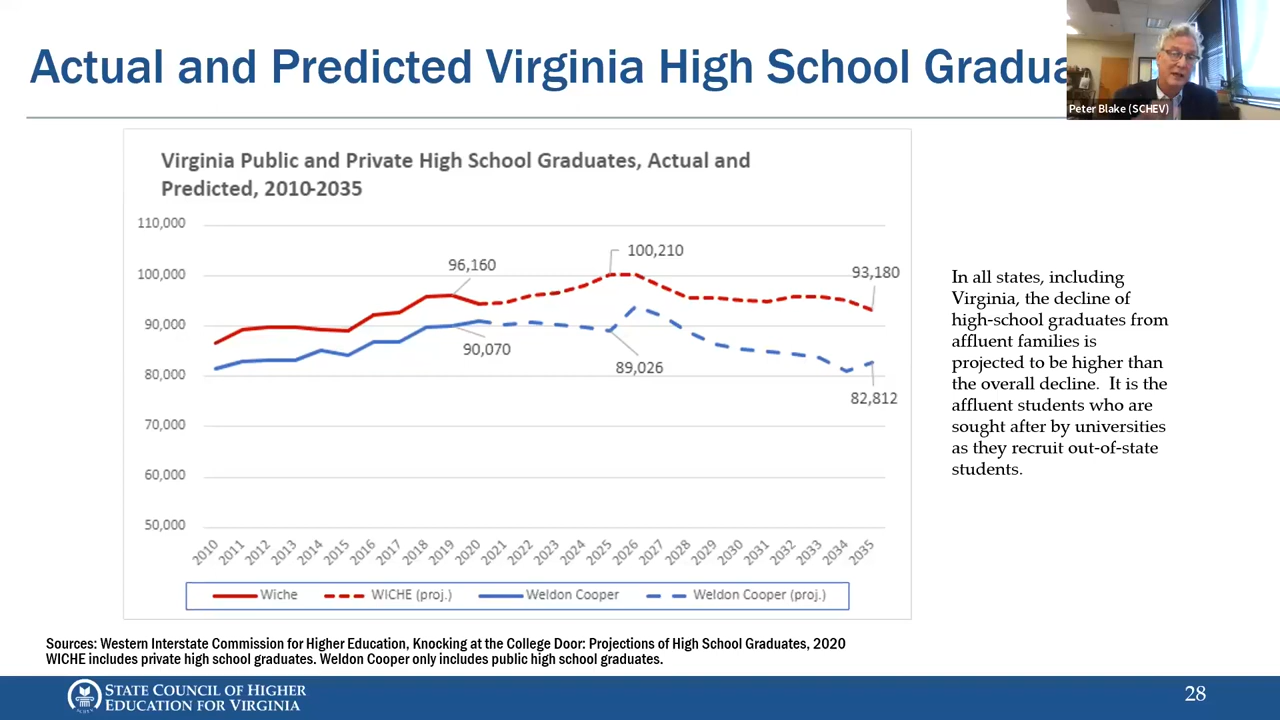 Actual and Predicted Virginia High School
Peter Blake (SCHEV)
Virginia Public and Private High School Graduates, Actual and
Predicted, 2010-2035
110,000
100,000
90,000
80,000
70,000
60,000
50,000
96,160
100,210
93,180
90,070
89,026
82,812
2010 2011 2012 2013 2014 2015 2016 2017 2018 2019 2020 2021 2022 2023 2024 2025 2026 2027 2028 2029 2030 2031 2032 2033 2034 2035
Wiche WICHE (proj.) Weldon Cooper Weldon Cooper (proj.)
In all states, including
Virginia, the decline of
high-school graduates from
affluent families is
projected to be higher than
the overall decline. It is the
affluent students who are
sought after by universities
as they recruit out-of-state
students.
Sources: Western Interstate Commission for Higher Education, Knocking at the College Door: Projections of High School Graduates, 2020
WICHE includes private high school graduates. Weldon Cooper only includes public high school graduates.
STATE COUNCIL OF HIGHER
EDUCATION FOR VIRGINIA
28